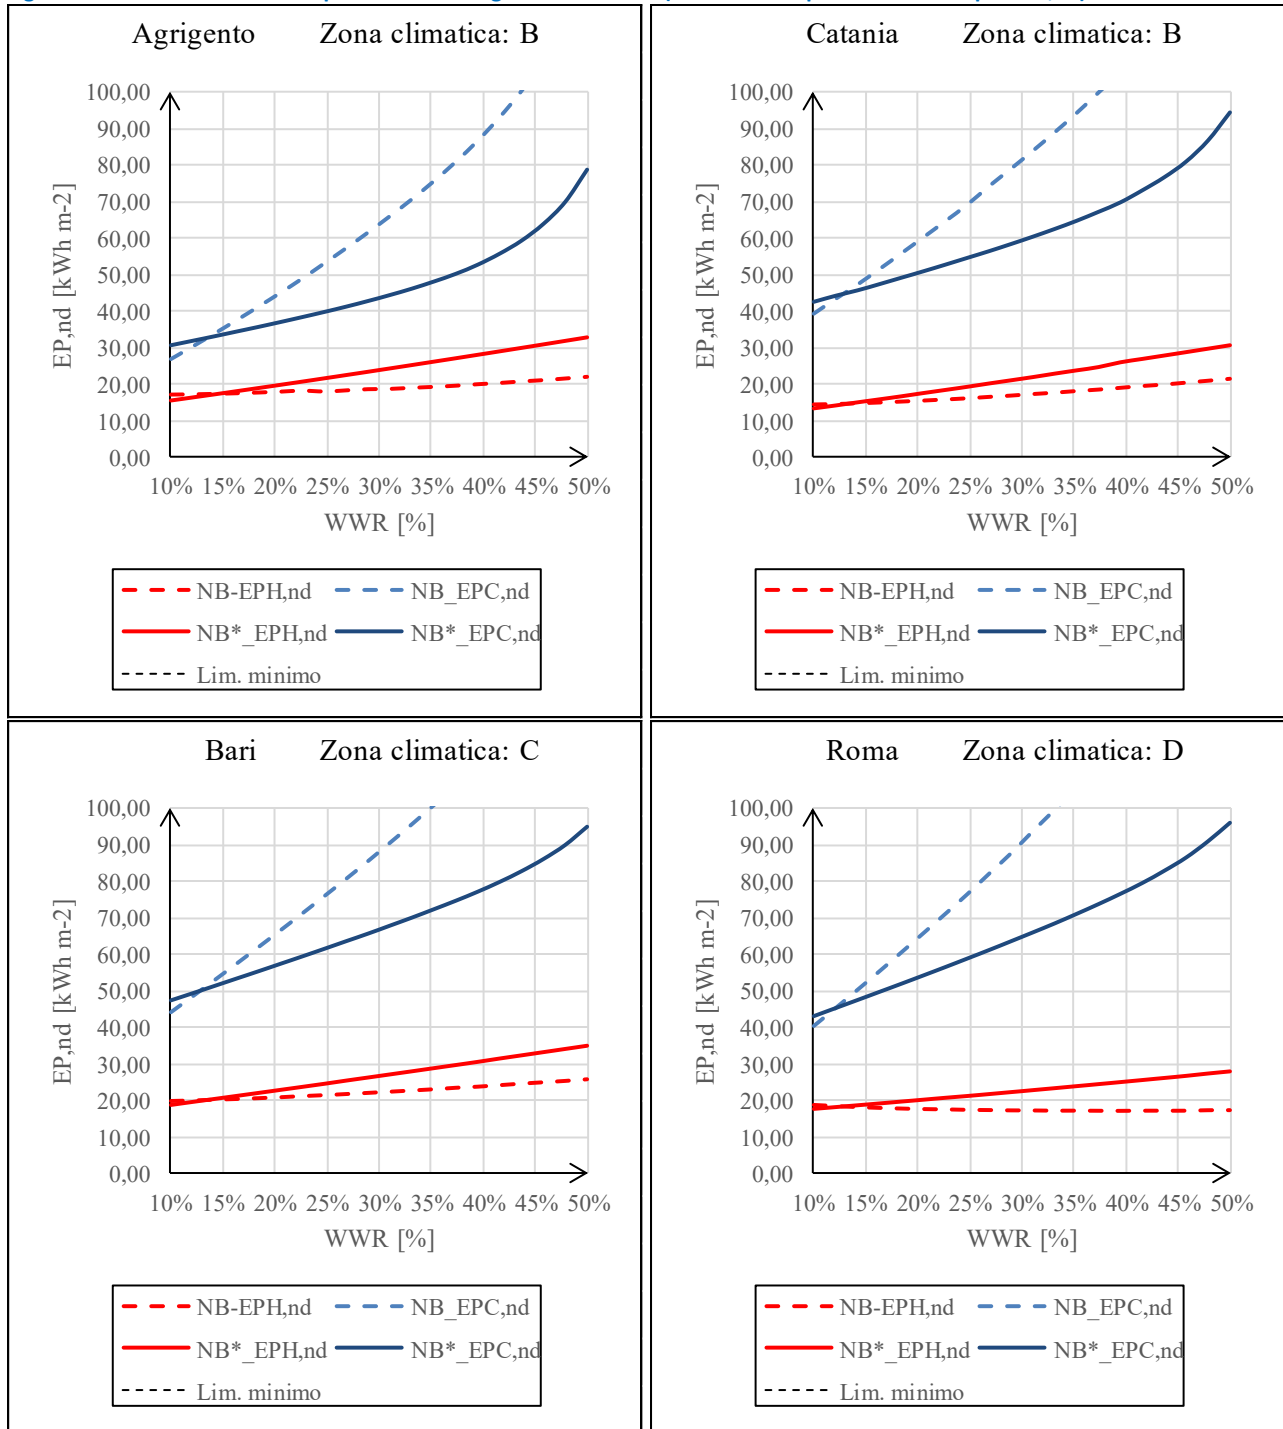 Agrigento Zona climatica: B
100,00
90,00
80,00
70,00
60,00
50,00
40,00
30,00
20,00
10,00
0,00
EP,nd [kWh m-2]
10% 15% 20% 25% 30% 35% 40% 45% 50%
WWR [%]
NB-EPH,nd NB_EPC,nd
NB*_EPH,nd NB*_EPC,nd
Lim. minimo
Catania Zona climatica: B
100,00
90,00
80,00
70,00
60,00
50,00
40,00
30,00
20,00
10,00
0,00
EP,nd [kWh m-2]
10% 15% 20% 25% 30% 35% 40% 45% 50%
WWR [%]
NB-EPH,nd NB_EPC,nd
NB*_EPH,nd NB*_EPC,nd
Lim. minimo
Bari Zona climatica: C
100,00
90,00
80,00
70,00
60,00
50,00
40,00
30,00
20,00
10,00
0,00
EP,nd [kWh m-2]
10% 15% 20% 25% 30% 35% 40% 45% 50%
WWR [%]
NB-EPH,nd NB_EPC,nd
NB*_EPH,nd NB*_EPC,nd
Lim. minimo
Roma Zona climatica: D
100,00
90,00
80,00
70,00
60,00
50,00
40,00
30,00
20,00
10,00
0,00
EP,nd [kWh m-2]
10% 15% 20% 25% 30% 35% 40% 45% 50%
WWR [%]
NB-EPH,nd NB_EPC,nd
NB*_EPH,nd NB*_EPC,nd
Lim. minimo